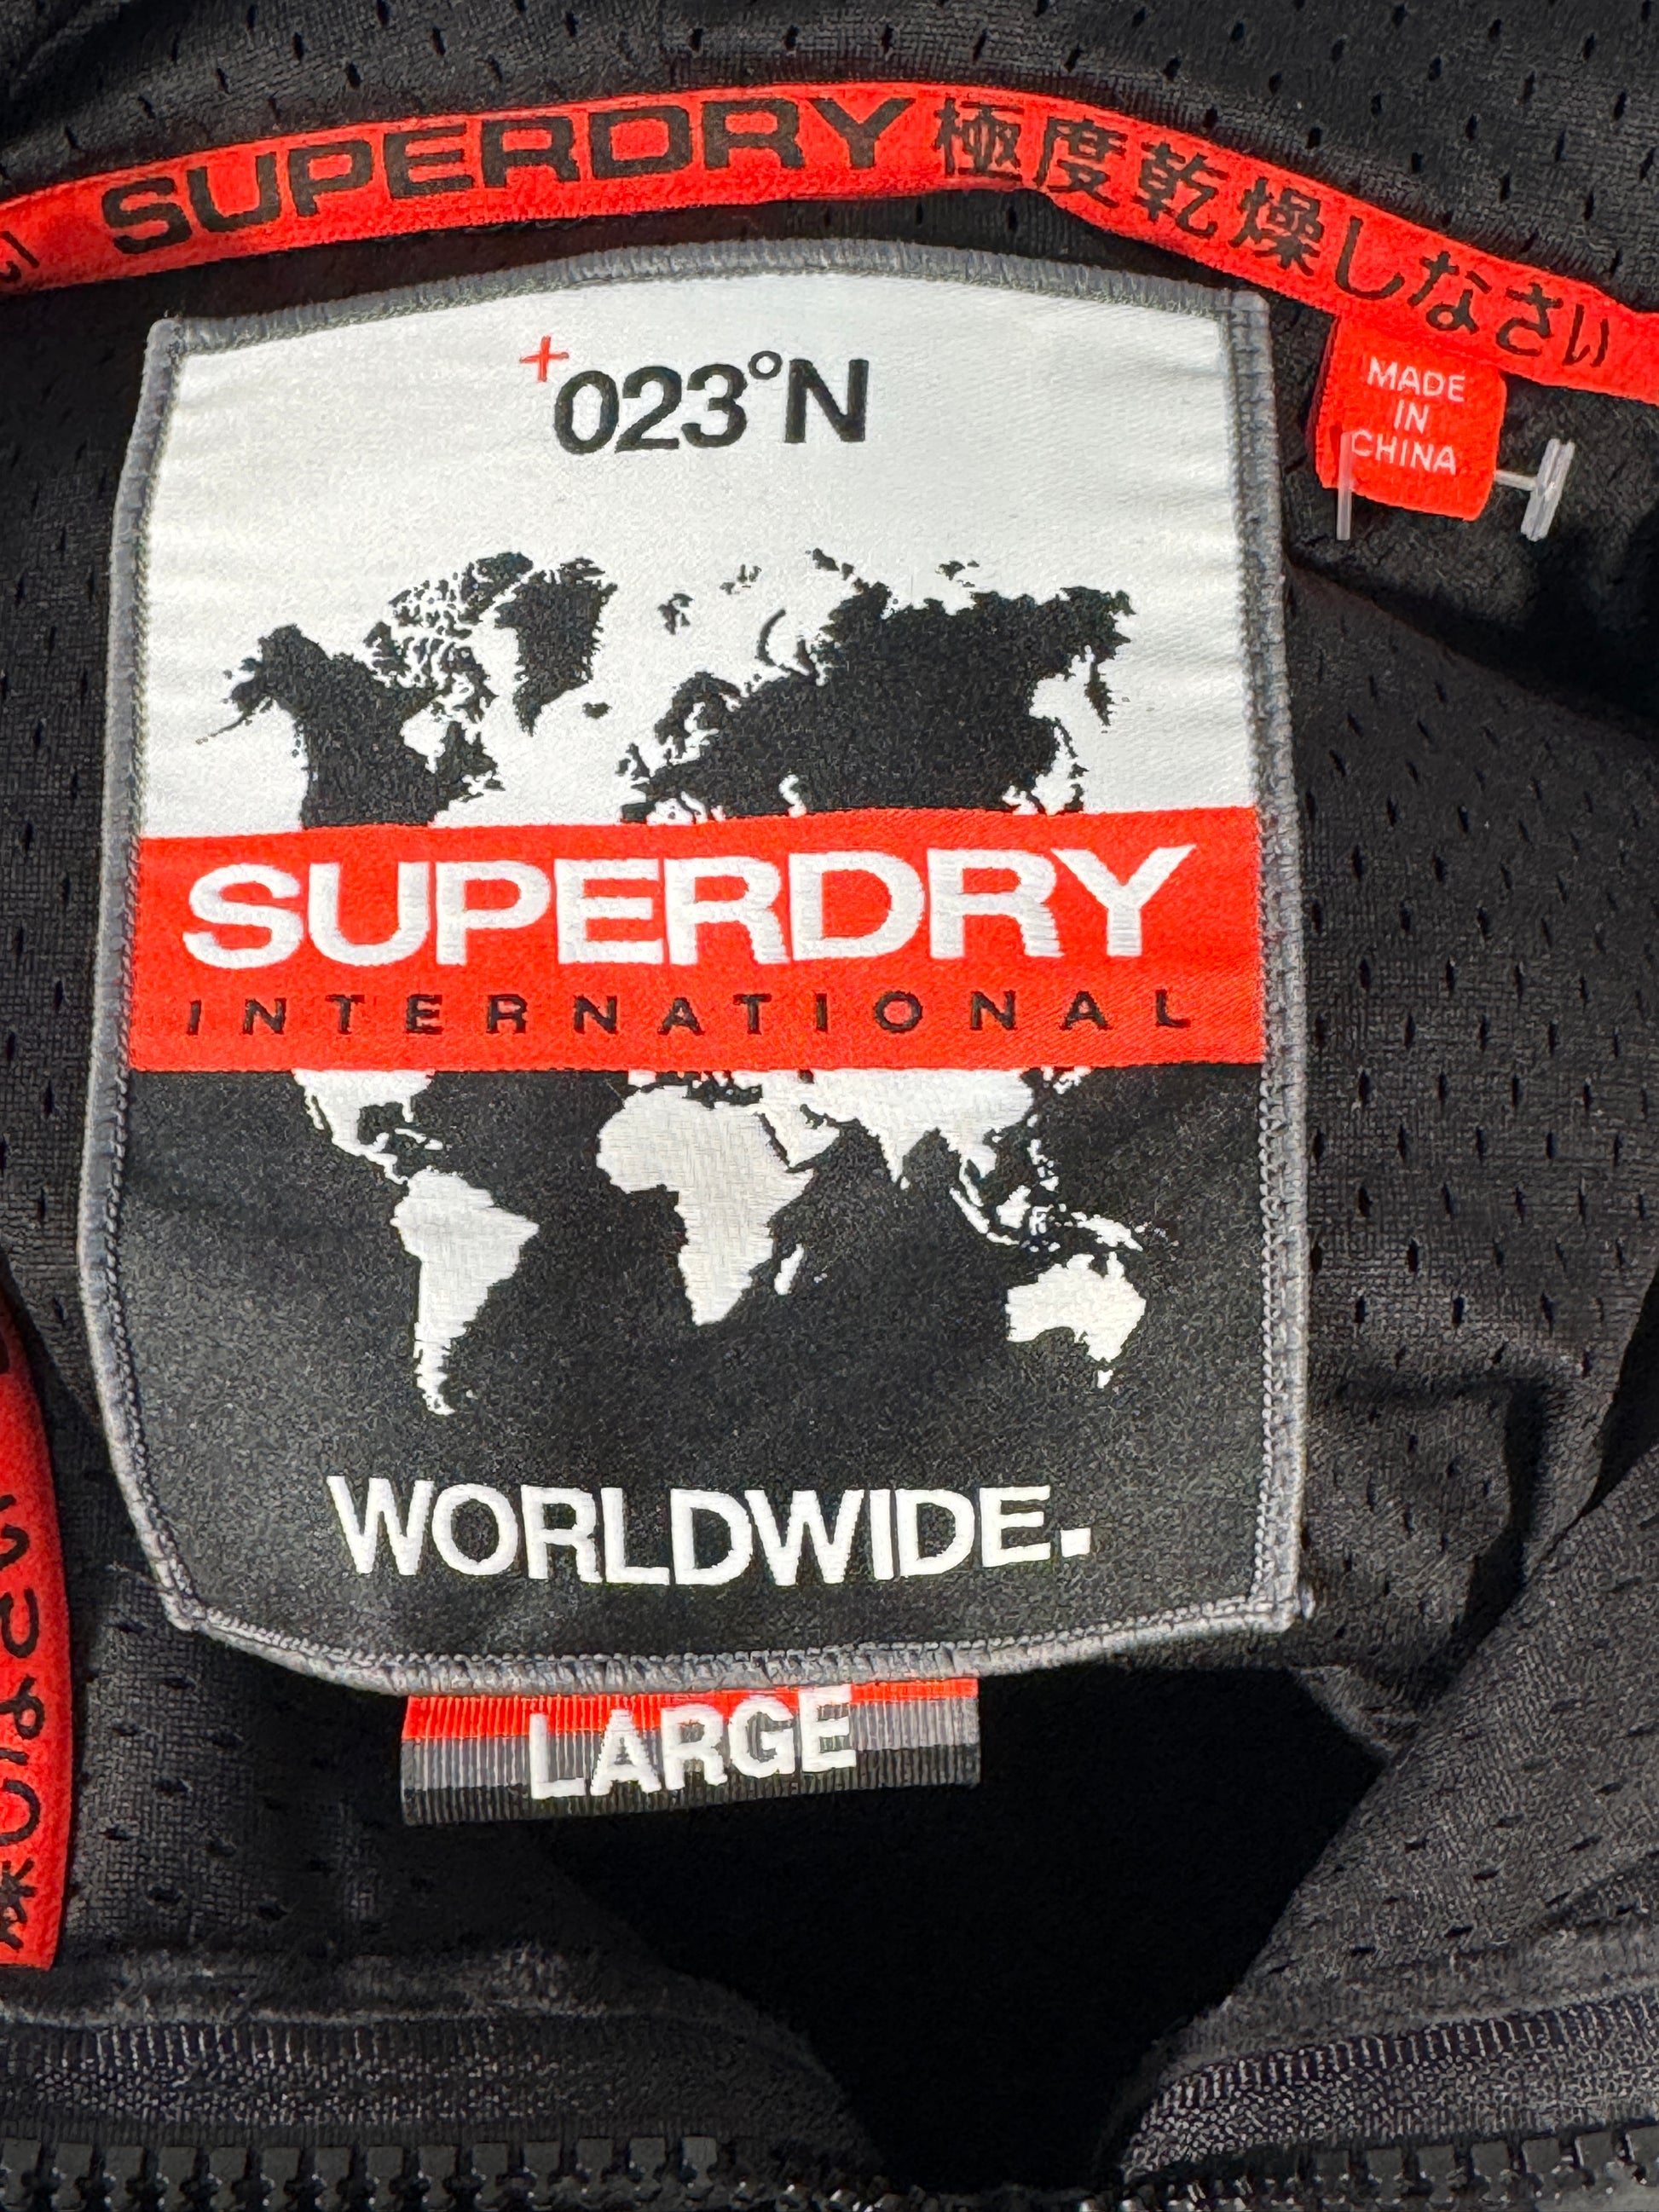 SUPERDRY 極度乾燥しなさい
MADE
IN
CHINA
+023°N
SUPERDRY
INTERNATIONAL
WORLDWIDE.
LARGE